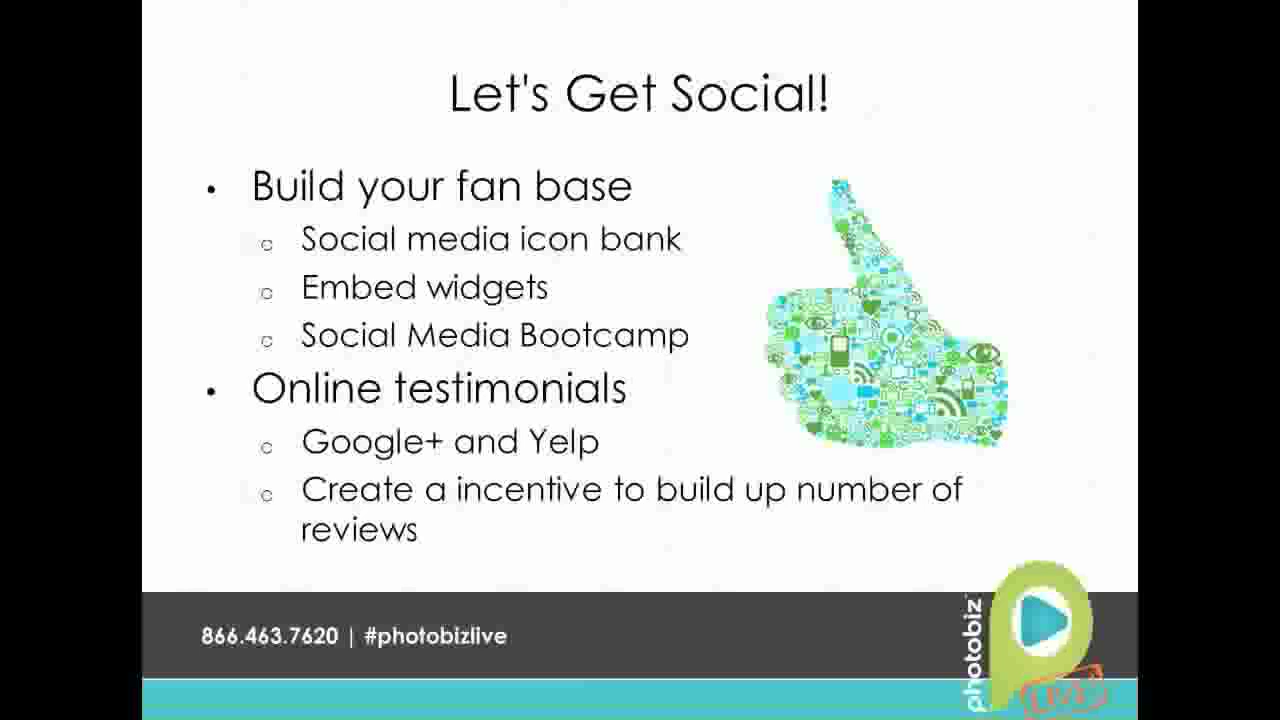 Let's Get Social!
• Build your fan base
○ Social media icon bank
○ Embed widgets
○ Social Media Bootcamp
• Online testimonials
○ Google+ and Yelp
○ Create a incentive to build up number of
reviews
866.463.7620 | #photobizlive
photobiz
LIVE